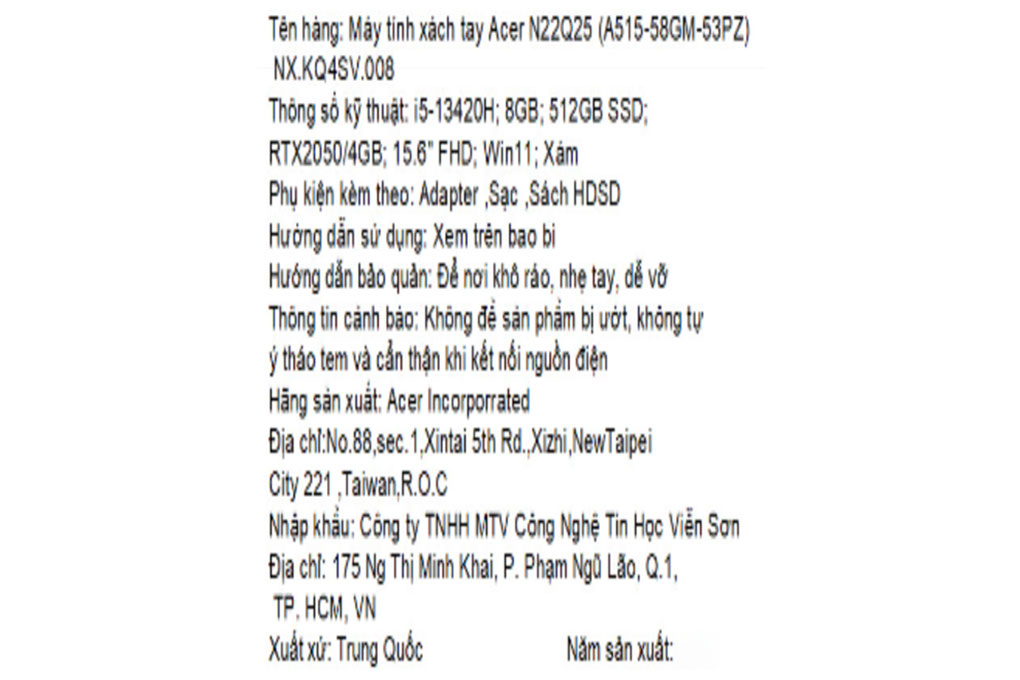 Tên hàng: Máy tính xách tay Acer N22Q25 (A515-58GM-53PZ)
NX.KQ4SV.008
Thông số kỹ thuật: i5-13420H; 8GB; 512GB SSD;
RTX2050/4GB; 15.6" FHD; Win11; Xám
Phụ kiện kèm theo: Adapter ,Sạc ,Sách HDSD
Hướng dẫn sử dụng: Xem trên bao bì
Hướng dẫn bảo quản: Để nơi khô ráo, nhẹ tay, dễ vỡ
Thông tin cảnh báo: Không để sản phẩm bị ướt, không tự
ý tháo tem và cẩn thận khi kết nối nguồn điện
Hãng sản xuất: Acer Incorporrated
Địa chỉ:No.88,sec.1,Xintai 5th Rd.,Xizhi,NewTaipei
City 221 ,Taiwan,R.O.C
Nhập khẩu: Công ty TNHH MTV Công Nghệ Tin Học Viễn Sơn
Địa chỉ: 175 Ng Thị Minh Khai, P. Phạm Ngũ Lão, Q.1,
TP. HCM, VN
Xuất xứ: Trung Quốc Năm sản xuất: